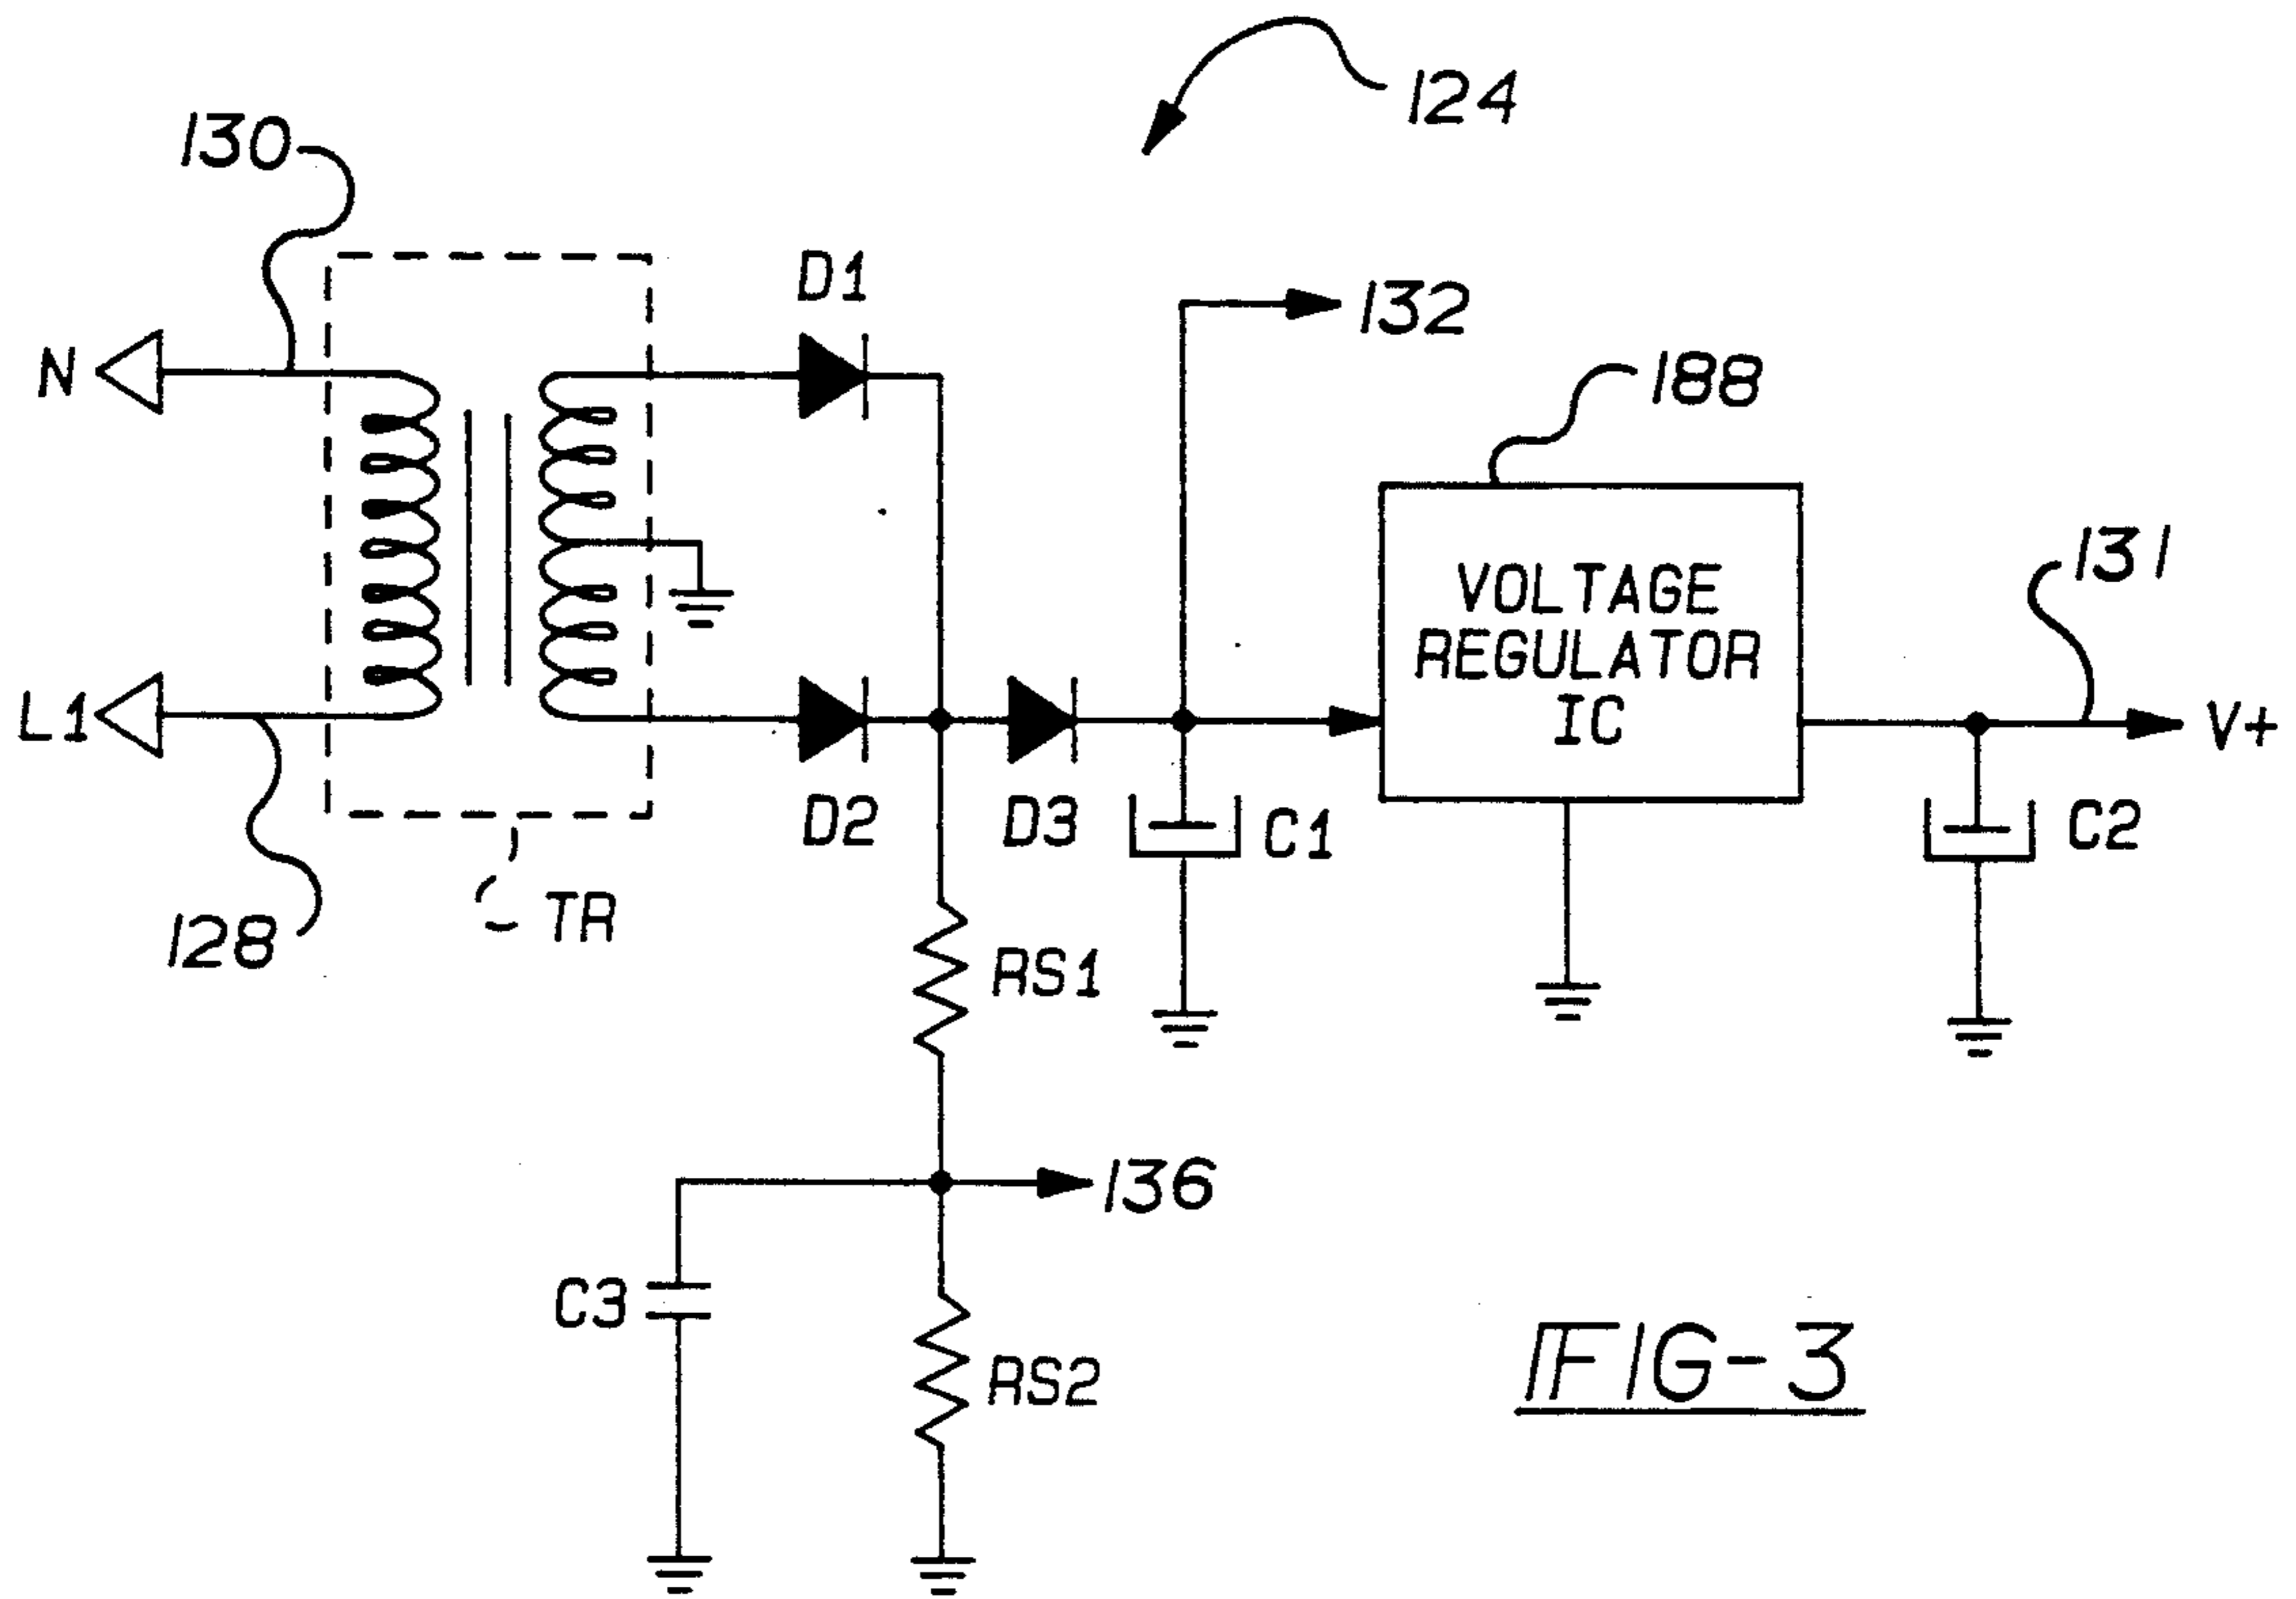 124
130
D1
132
N
188
VOLTAGE
REGULATOR
IC
131
L1
V+
D2
D3
C1
C2
128
TR
RS1
136
C3
RS2
FIG-3